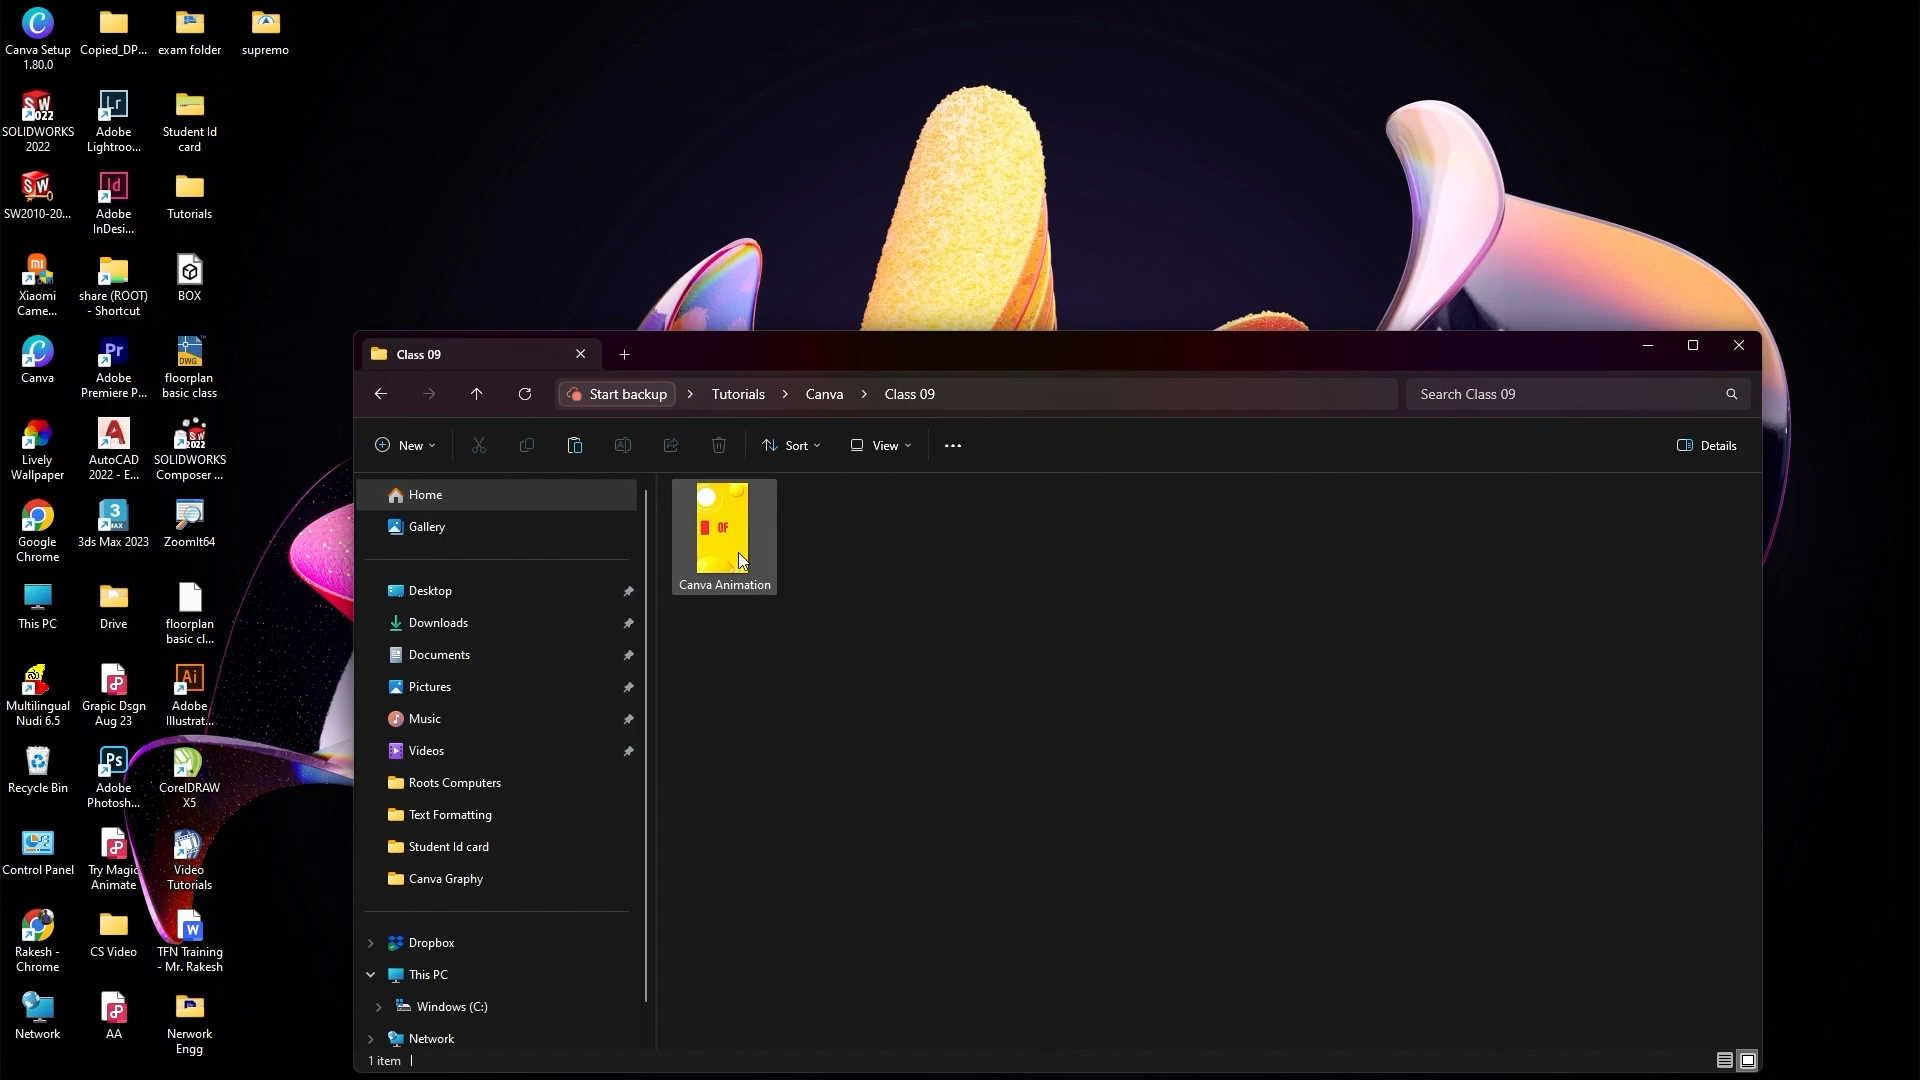 Canva Setup
1.80.0
Copied_DP...
exam folder
supremo
SOLIDWORKS
2022
Adobe
Lightroo...
Student Id
card
SW2010-20...
Adobe
InDesi...
Tutorials
Xiaomi
Came...
share (ROOT)
- Shortcut
BOX
Canva
Adobe
Premiere P...
floorplan
basic class
Lively
Wallpaper
AutoCAD
2022 - E...
SOLIDWORKS
Composer ...
Google
Chrome
3ds Max 2023
ZoomIt64
This PC
Drive
floorplan
basic cl...
Multilingual
Nudi 6.5
Grapic Dsgn
Aug 23
Adobe
Illustrat...
Recycle Bin
Adobe
Photosh...
CorelDRAW
X5
Control Panel
Try Magic
Animate
Video
Tutorials
Rakesh -
Chrome
CS Video
TFN Training
- Mr. Rakesh
Network
AA
Nerwork
Engg
Class 09
Start backup
Tutorials
Canva
Class 09
Search Class 09
New
Sort
View
Details
Home
Gallery
Desktop
Downloads
Documents
Pictures
Music
Videos
Roots Computers
Text Formatting
Student Id card
Canva Graphy
Dropbox
This PC
Windows (C:)
Network
OF
Canva Animation
1 item